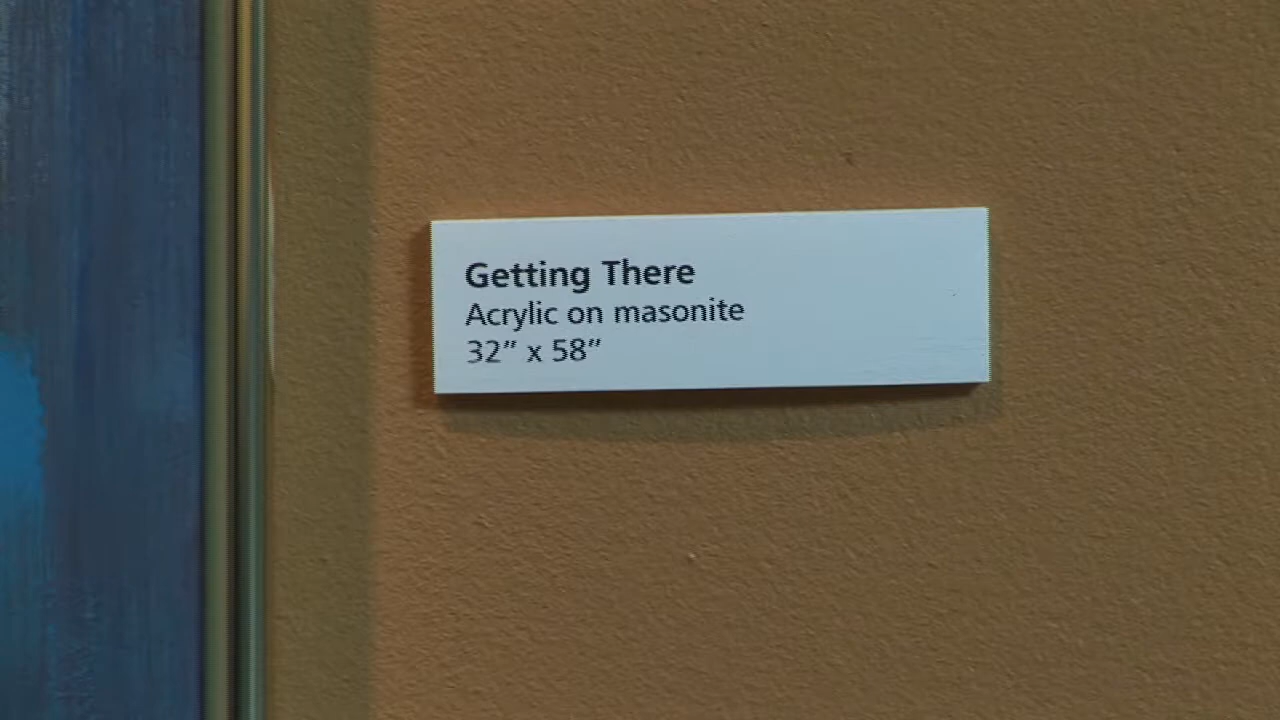 Getting There
Acrylic on masonite
32″ x 58″